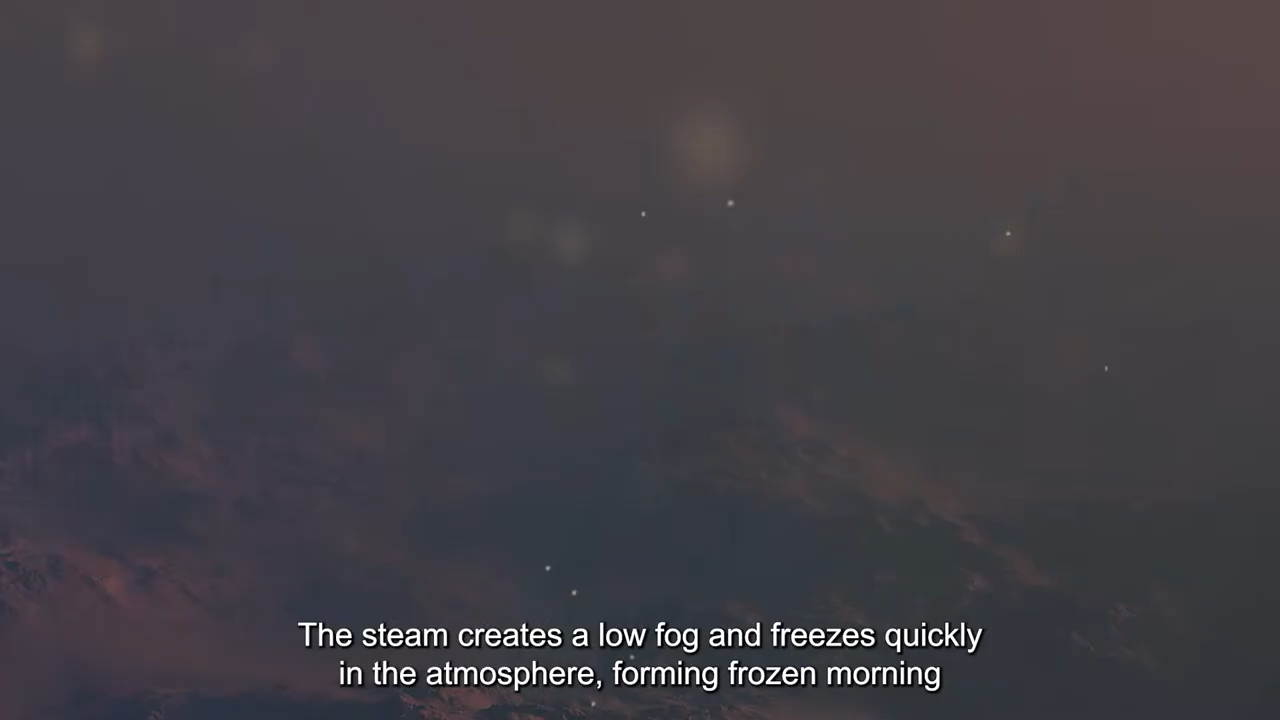 The steam creates a low fog and freezes quickly
in the atmosphere, forming frozen morning